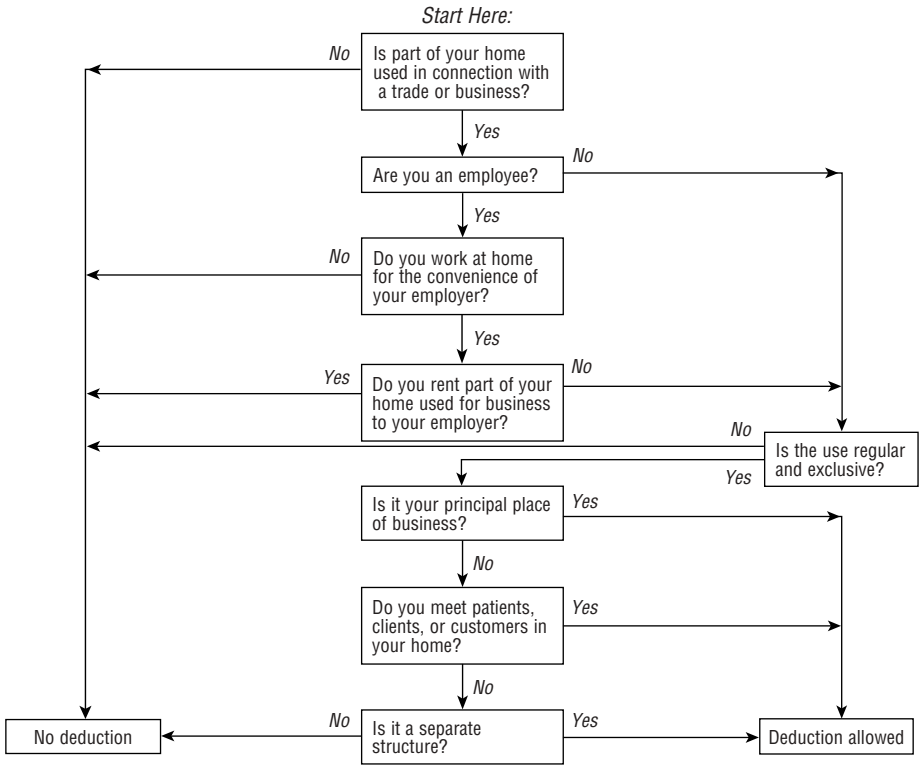 Start Here:
No
Is part of your home
used in connection with
a trade or business?
Yes
No
Are you an employee?
Yes
No
Do you work at home
for the convenience of
your employer?
Yes
Yes
Do you rent part of your
home used for business
to your employer?
No
No
Is the use regular
and exclusive?
Yes
Is it your principal place
of business?
Yes
No
Do you meet patients,
clients, or customers in
your home?
Yes
No
No deduction
No
Is it a separate
structure?
Yes
Deduction allowed